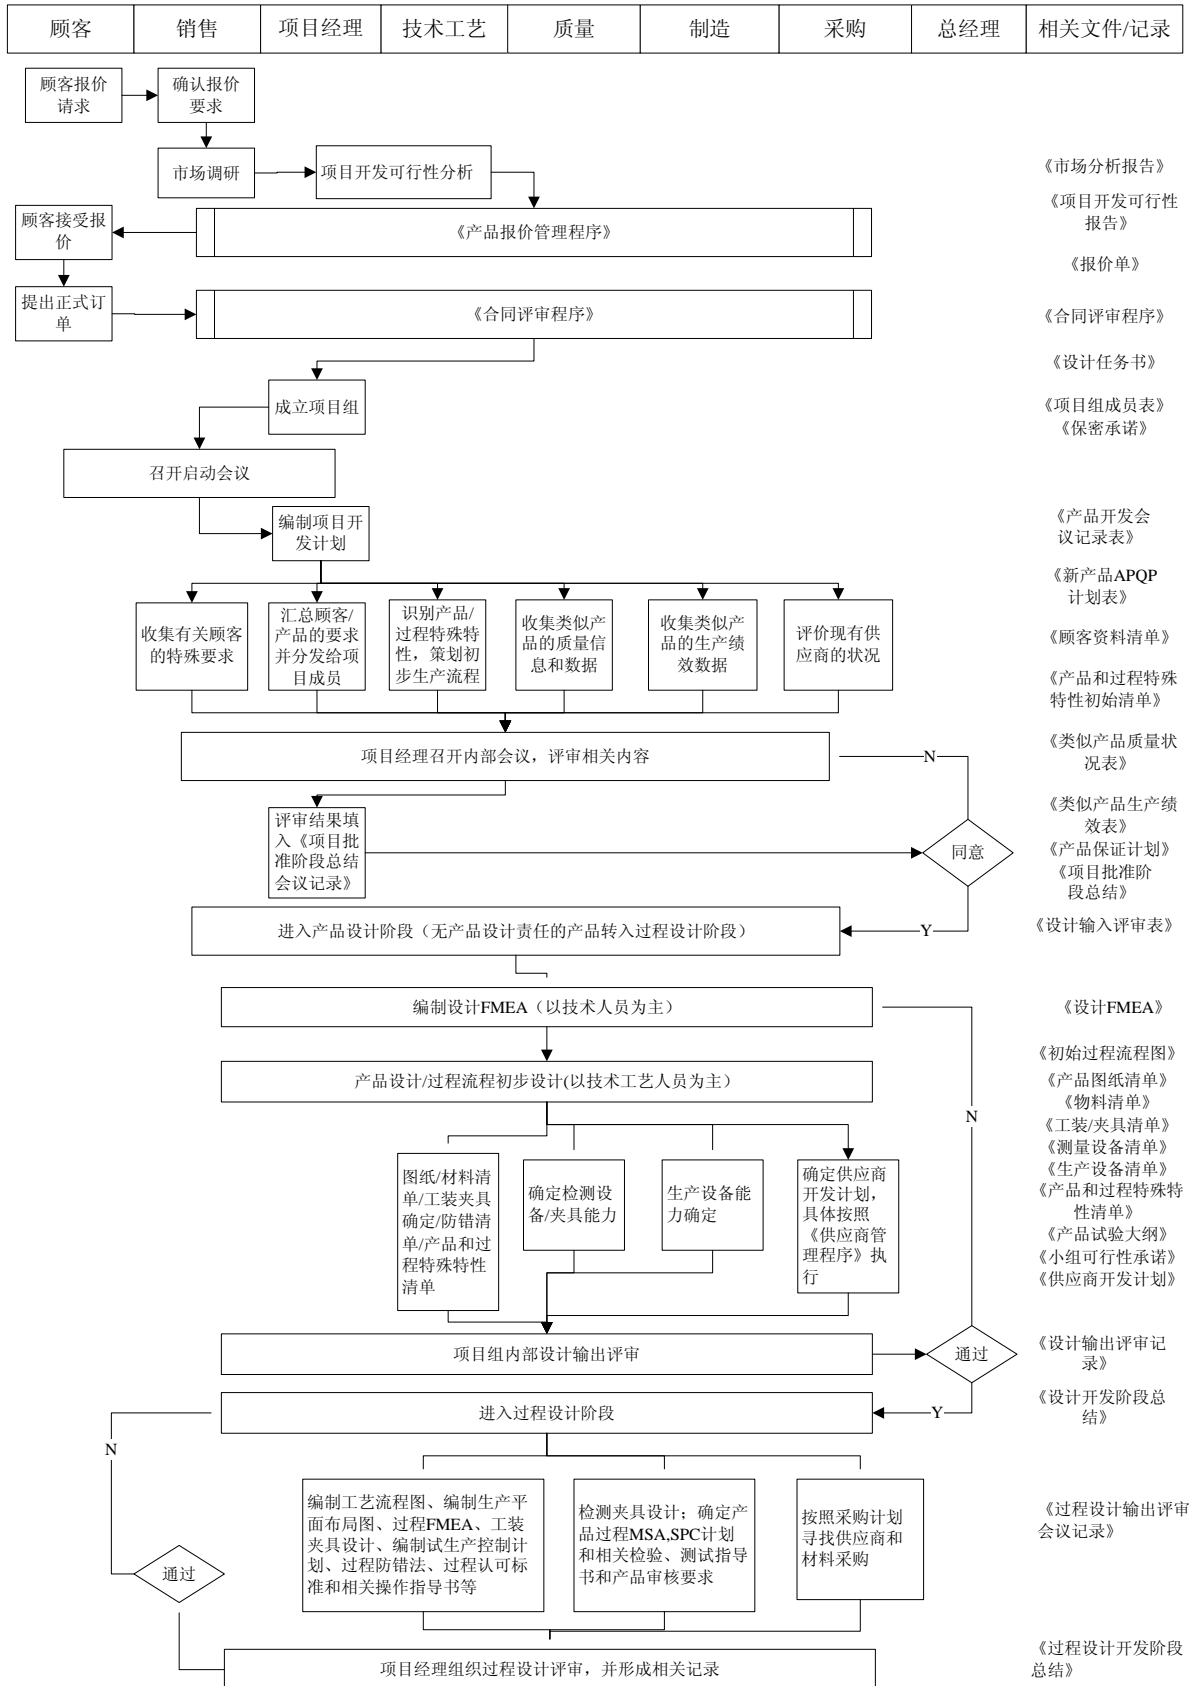 顾客
销售
项目经理
技术工艺
质量
制造
采购
总经理
相关文件/记录
顾客报价
请求
确认报价
要求
市场调研
项目开发可行性分析
《市场分析报告》
《项目开发可行性
报告》
顾客接受报
价
《产品报价管理程序》
《报价单》
提出正式订
单
《合同评审程序》
《合同评审程序》
《设计任务书》
成立项目组
《项目组成员表》
《保密承诺》
召开启动会议
编制项目开
发计划
《产品开发会
议记录表》
《新产品APQP
计划表》
收集有关顾客
的特殊要求
汇总顾客/
产品的要求
并分发给项
目成员
识别产品/
过程特殊特
性，策划初
步生产流程
收集类似产
品的质量信
息和数据
收集类似产
品的生产绩
效数据
评价现有供
应商的状况
《顾客资料清单》
《产品和过程特殊
特性初始清单》
项目经理召开内部会议，评审相关内容
N
《类似产品质量状
况表》
评审结果填
入《项目批
准阶段总结
会议记录》
同意
《类似产品生产绩
效表》
《产品保证计划》
《项目批准阶
段总结》
进入产品设计阶段（无产品设计责任的产品转入过程设计阶段）
Y
《设计输入评审表》
编制设计FMEA（以技术人员为主）
《设计FMEA》
产品设计/过程流程初步设计(以技术工艺人员为主）
N
《初始过程流程图》
《产品图纸清单》
《物料清单》
《工装/夹具清单》
《测量设备清单》
《生产设备清单》
《产品和过程特殊特
性清单》
《产品试验大纲》
《小组可行性承诺》
《供应商开发计划》
图纸/材料清
单/工装夹具
确定/防错清
单/产品和过
程特殊特性
清单
确定检测设
备/夹具能力
生产设备能
力确定
确定供应商
开发计划，
具体按照
《供应商管
理程序》执
行
项目组内部设计输出评审
通过
《设计输出评审记
录》
进入过程设计阶段
Y
《设计开发阶段总
结》
N
编制工艺流程图、编制生产平
面布局图、过程FMEA、工装
夹具设计、编制试生产控制计
划、过程防错法、过程认可标
准和相关操作指导书等
检测夹具设计；确定产
品过程MSA,SPC计划
和相关检验、测试指导
书和产品审核要求
按照采购计划
寻找供应商和
材料采购
《过程设计输出评审
会议记录》
通过
项目经理组织过程设计评审，并形成相关记录
《过程设计开发阶段
总结》